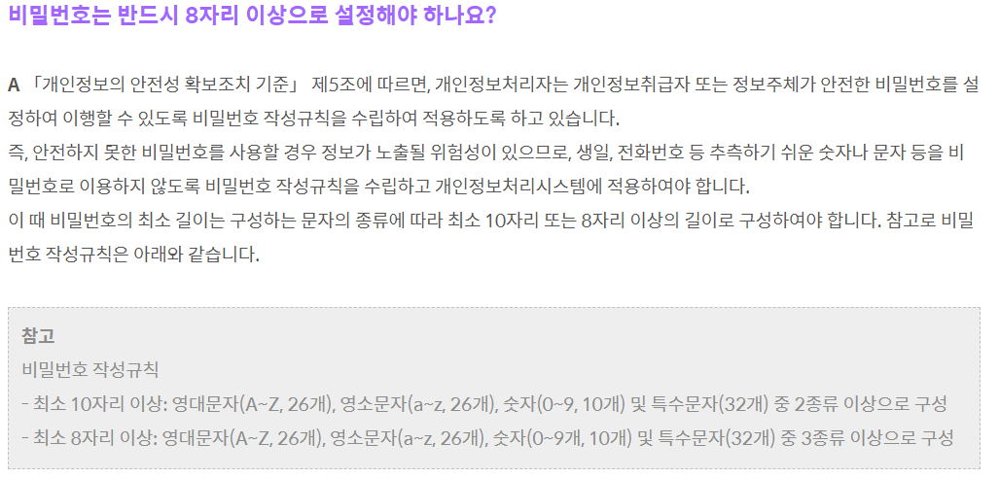 비밀번호는 반드시 8자리 이상으로 설정해야 하나요?
A 「개인정보의 안전성 확보조치 기준」 제5조에 따르면, 개인정보처리자는 개인정보취급자 또는 정보주체가 안전한 비밀번호를 설
정하여 이행할 수 있도록 비밀번호 작성규칙을 수립하여 적용하도록 하고 있습니다.
즉, 안전하지 못한 비밀번호를 사용할 경우 정보가 노출될 위험성이 있으므로, 생일, 전화번호 등 추측하기 쉬운 숫자나 문자 등을 비
밀번호로 이용하지 않도록 비밀번호 작성규칙을 수립하고 개인정보처리시스템에 적용하여야 합니다.
이 때 비밀번호의 최소 길이는 구성하는 문자의 종류에 따라 최소 10자리 또는 8자리 이상의 길이로 구성하여야 합니다. 참고로 비밀
번호 작성규칙은 아래와 같습니다.
참고
비밀번호 작성규칙
- 최소 10자리 이상: 영대문자(A~Z, 26개), 영소문자(a~z, 26개), 숫자(0~9, 10개) 및 특수문자(32개) 중 2종류 이상으로 구성
- 최소 8자리 이상: 영대문자(A~Z, 26개), 영소문자(a~z, 26개), 숫자(0~9개, 10개) 및 특수문자(32개) 중 3종류 이상으로 구성